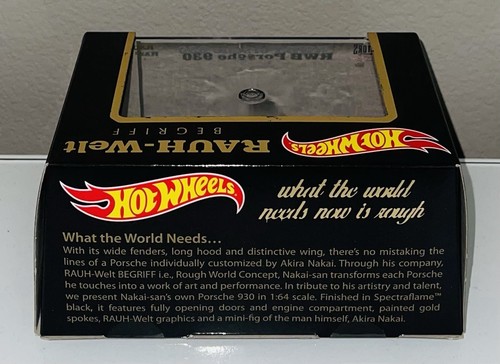 RWB Porsche 930
RAUH-Welt
BEGRIFF
HOT WHEELS
HOT WHEELS
what the world
needs now is rough
What the World Needs...
With its wide fenders, long hood and distinctive wing, there's no mistaking the
lines of a Porsche individually customized by Akira Nakai. Through his company,
RAUH-Welt BEGRIFF i.e., Rough World Concept, Nakai-san transforms each Porsche
he touches into a work of art and performance. In tribute to his artistry and talent,
we present Nakai-san's own Porsche 930 in 1:64 scale. Finished in Spectraflame™
black, it features fully opening doors and engine compartment, painted gold
spokes, RAUH-Welt graphics and a mini-fig of the man himself, Akira Nakai.